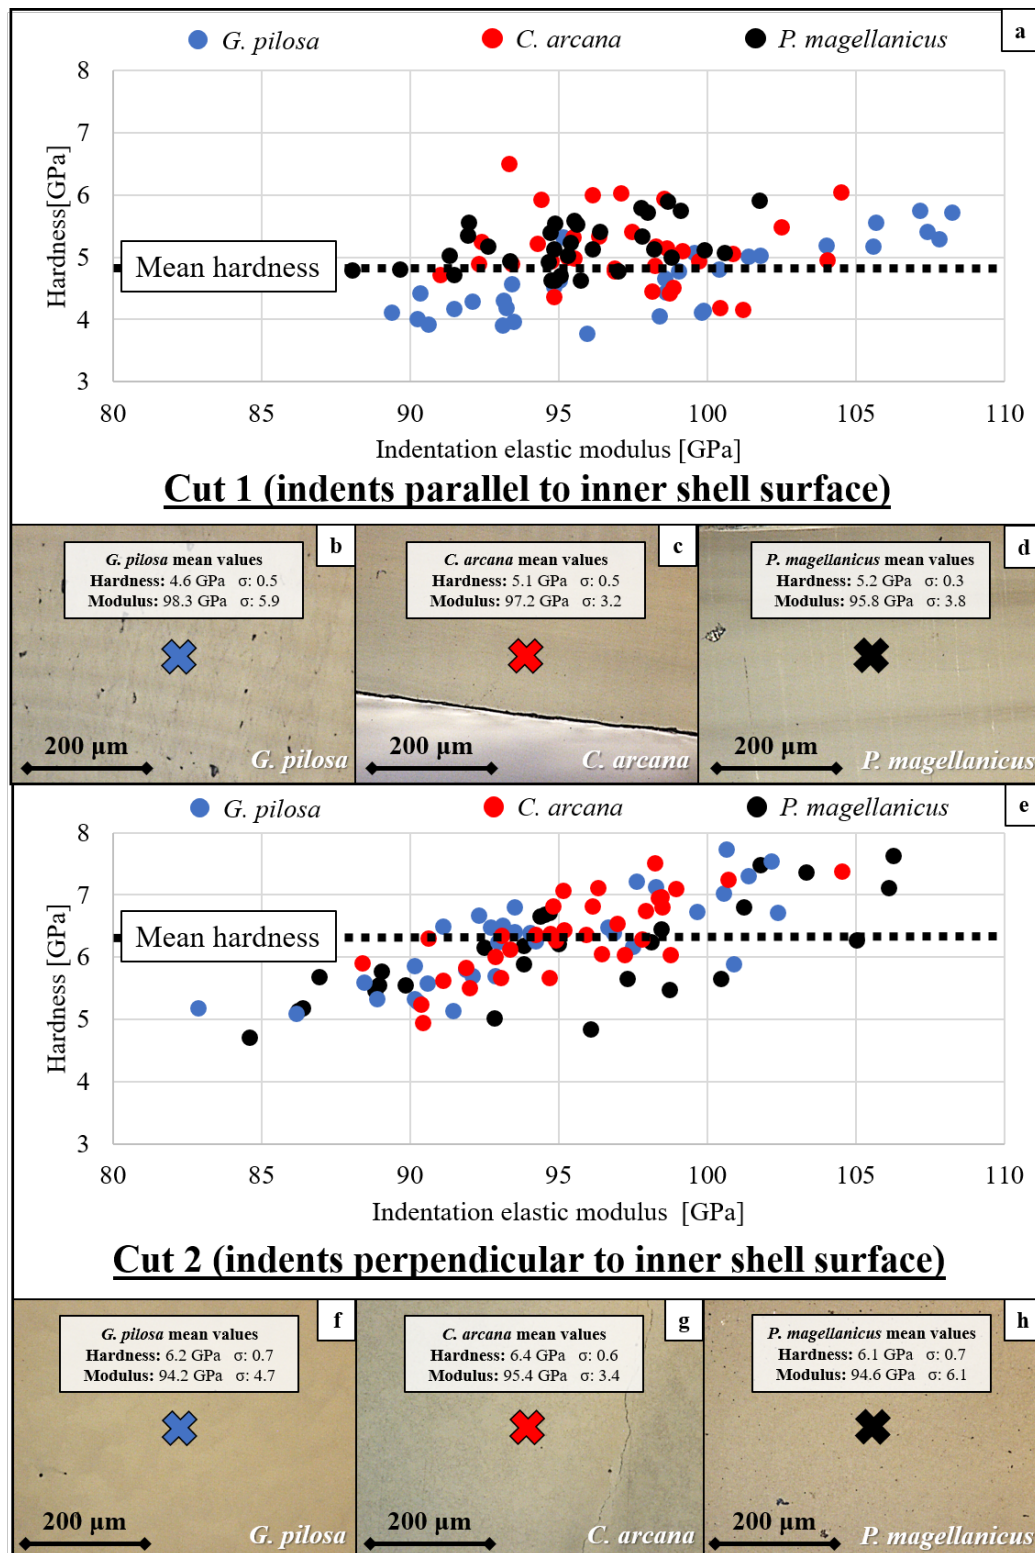 G. pilosa C. arcana P. magellanicus a
8
7
6
5
4
3
Hardness[GPa]
Mean hardness
80 85 90 95 100 105 110
Indentation elastic modulus [GPa]
Cut 1 (indents parallel to inner shell surface)
b
G. pilosa mean values
Hardness: 4.6 GPa σ: 0.5
Modulus: 98.3 GPa σ: 5.9
200 µm
G. pilosa
c
C. arcana mean values
Hardness: 5.1 GPa σ: 0.5
Modulus: 97.2 GPa σ: 3.2
200 µm
C. arcana
d
P. magellanicus mean values
Hardness: 5.2 GPa σ: 0.3
Modulus: 95.8 GPa σ: 3.8
200 µm
P. magellanicus
G. pilosa C. arcana P. magellanicus e
8
7
6
5
4
3
Hardness [GPa]
Mean hardness
80 85 90 95 100 105 110
Indentation elastic modulus [GPa]
Cut 2 (indents perpendicular to inner shell surface)
f
G. pilosa mean values
Hardness: 6.2 GPa σ: 0.7
Modulus: 94.2 GPa σ: 4.7
200 µm
G. pilosa
g
C. arcana mean values
Hardness: 6.4 GPa σ: 0.6
Modulus: 95.4 GPa σ: 3.4
200 µm
C. arcana
h
P. magellanicus mean values
Hardness: 6.1 GPa σ: 0.7
Modulus: 94.6 GPa σ: 6.1
200 µm
P. magellanicus